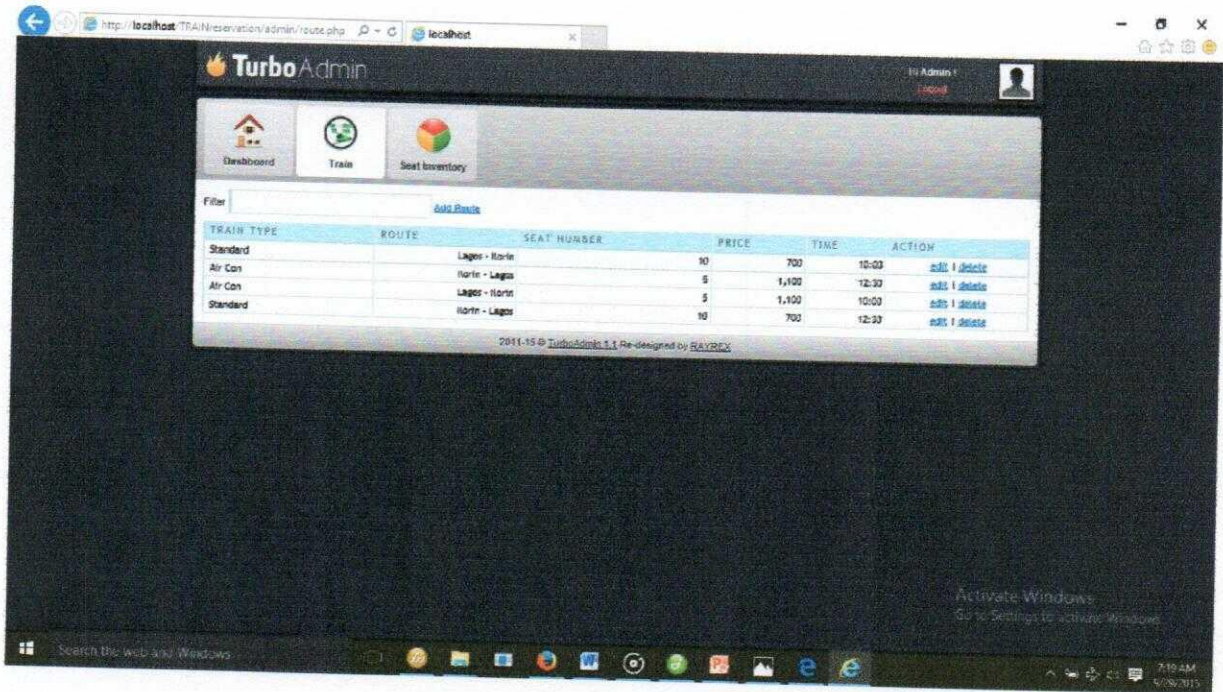 http://localhost/TRAINreservation/admin/route.php
localhost
TurboAdmin
Hi Admin !
Logout
Dashboard
Train
Seat Inventory
Filter
Add Route
TRAIN TYPE ROUTE SEAT NUMBER PRICE TIME ACTION
Standard Lagos - Ilorin 10 700 10:00 edit | delete
Air Con Ilorin - Lagos 5 1,100 12:30 edit | delete
Air Con Lagos - Ilorin 5 1,100 10:00 edit | delete
Standard Ilorin - Lagos 10 700 12:30 edit | delete
2011-15 © TurboAdmin 1.1 Re-designed by RAYREX
Activate Windows
Go to Settings to activate Windows.
Search the web and Windows
7:19 AM
5/29/2015